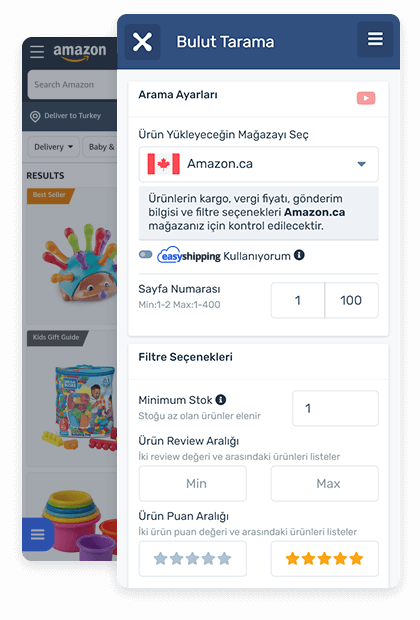 amazon
Search Amazon
Deliver to Turkey
Delivery
Baby &
RESULTS
Best Seller
Kids Gift Guide
Bulut Tarama
Arama Ayarları
Ürün Yükleyeceğin Mağazayı Seç
Amazon.ca
Ürünlerin kargo, vergi fiyatı, gönderim
bilgisi ve filtre seçenekleri Amazon.ca
mağazanız için kontrol edilecektir.
easyshipping Kullanıyorum
Sayfa Numarası
Min:1-2 Max:1-400
1
100
Filtre Seçenekleri
Minimum Stok
Stoğu az olan ürünler elenir
1
Ürün Review Aralığı
İki review değeri ve arasındaki ürünleri listeler
Min
Max
Ürün Puan Aralığı
İki ürün puan değeri ve arasındaki ürünleri listeler